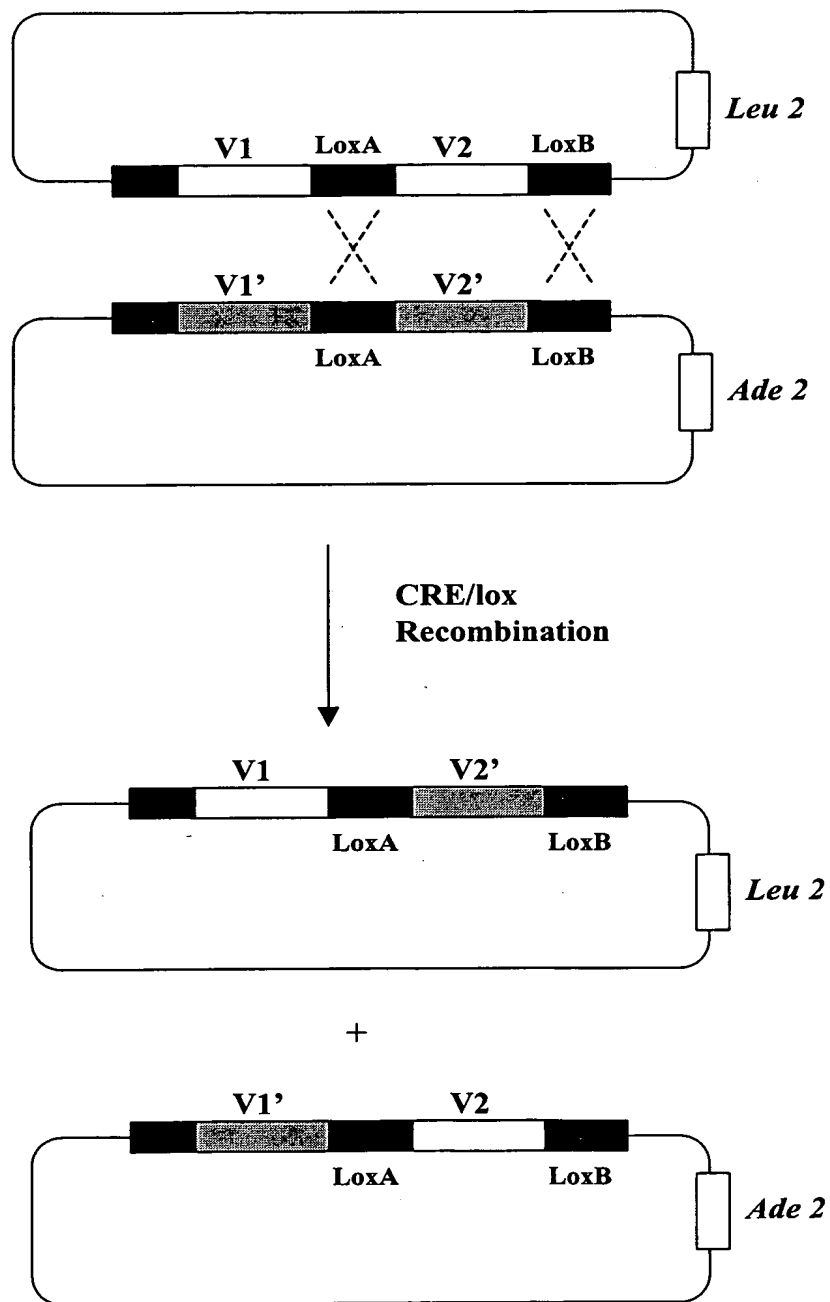 Leu 2
V1 LoxA V2 LoxB
V1’ V2’
LoxA LoxB
Ade 2
CRE/lox
Recombination
V1 V2’
LoxA LoxB
Leu 2
+
V1’ V2
LoxA LoxB
Ade 2